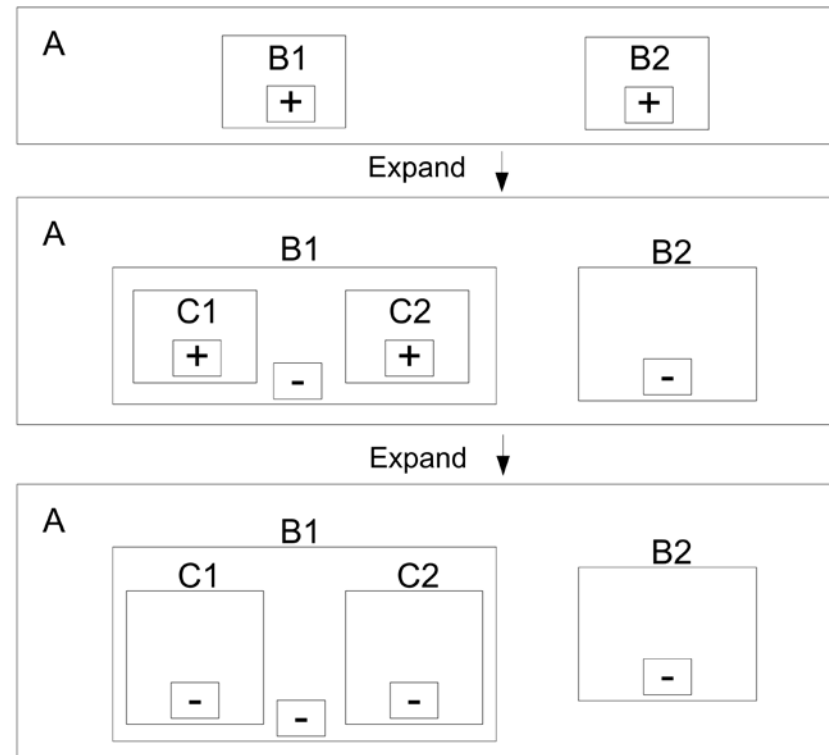 A
B1
B2
+
+
Expand
A
B1
B2
C1
C2
+
+
-
-
Expand
A
B1
B2
C1
C2
-
-
-
-